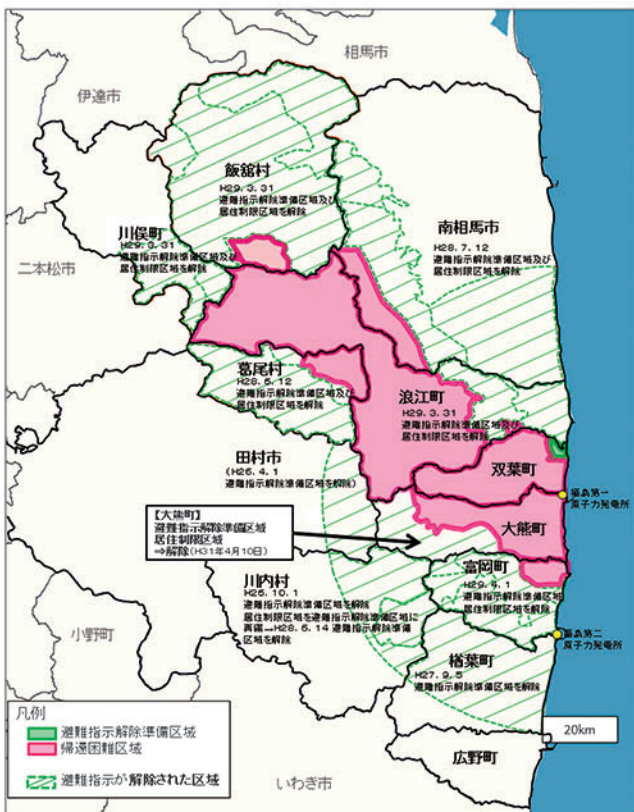 相馬市
伊達市
飯舘村
H29.3.31
避難指示解除準備区域及び
居住制限区域を解除
川俣町
H29.3.31
避難指示解除準備区域及び
居住制限区域を解除
南相馬市
H28.7.12
避難指示解除準備区域及び
居住制限区域を解除
二本松市
葛尾村
H28.6.12
避難指示解除準備区域及び
居住制限区域を解除
浪江町
H29.3.31
避難指示解除準備区域及び
居住制限区域を解除
田村市
(H26.4.1
避難指示解除準備区域を解除)
双葉町
福島第一
原子力発電所
【大熊町】
避難指示解除準備区域
居住制限区域
⇒解除(H31年4月10日)
大熊町
富岡町
H29.4.1
避難指示解除準備区域
居住制限区域を解除
川内村
H26.10.1
避難指示解除準備区域を解除
居住制限区域を避難指示解除準備区域に
再編→H28.6.14 避難指示解除準備
区域を解除
小野町
福島第二
原子力発電所
楢葉町
H27.9.5
避難指示解除準備区域を解除
凡例
避難指示解除準備区域
帰還困難区域
避難指示が解除された区域
20km
広野町
いわき市